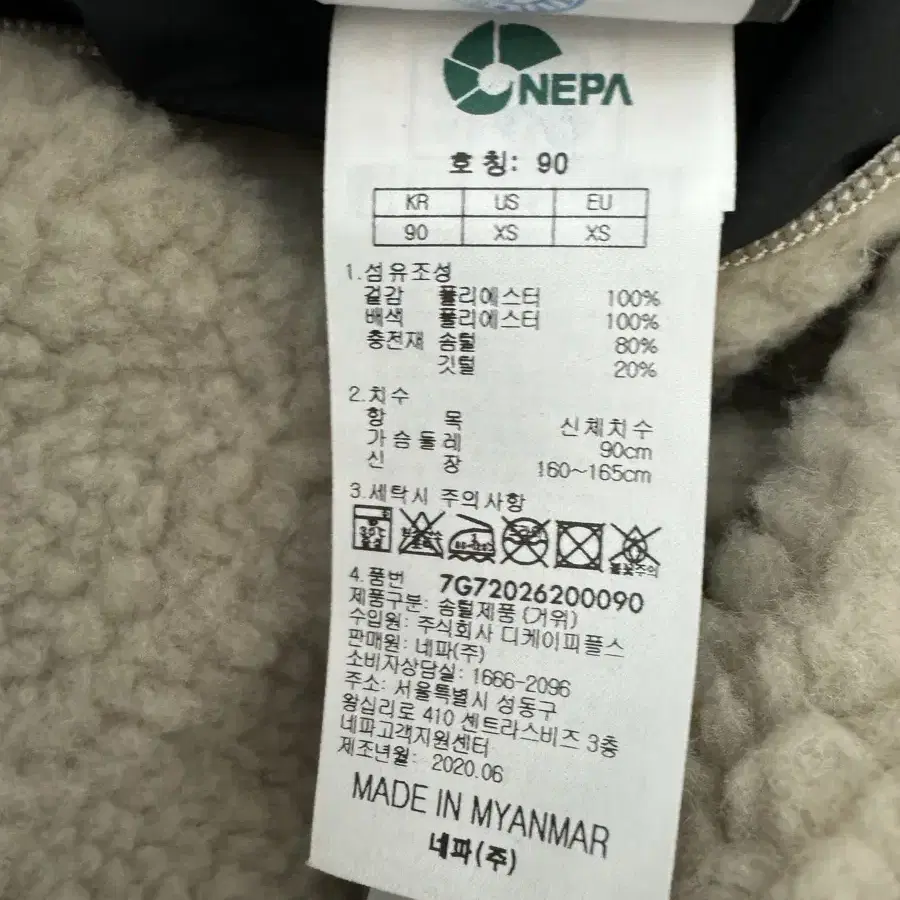 NEPA
호칭: 90
KR US EU
90 XS XS
1.섬유조성
겉감 폴리에스터 100%
배색 폴리에스터 100%
충전재 솜털 80%
깃털 20%
2.치수
항 목 신체치수
가슴둘레 90cm
신 장 160~165cm
3.세탁시 주의사항
4.품번 7G72026200090
제품구분: 솜털제품 (거위)
수입원: 주식회사 디케이피플스
판매원: 네파(주)
소비자상담실: 1666-2096
주소: 서울특별시 성동구
왕십리로 410 센트라스비즈 3층
네파고객지원센터
제조년월: 2020.06
MADE IN MYANMAR
네파(주)